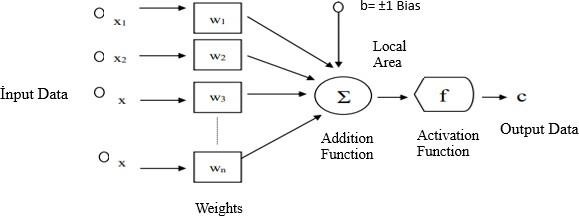 b= ±1 Bias
x1 w1
x2 w2
Local
Area
İnput Data
x w3
Σ
f
c
Addition
Function
Activation
Function
Output Data
x wn
Weights